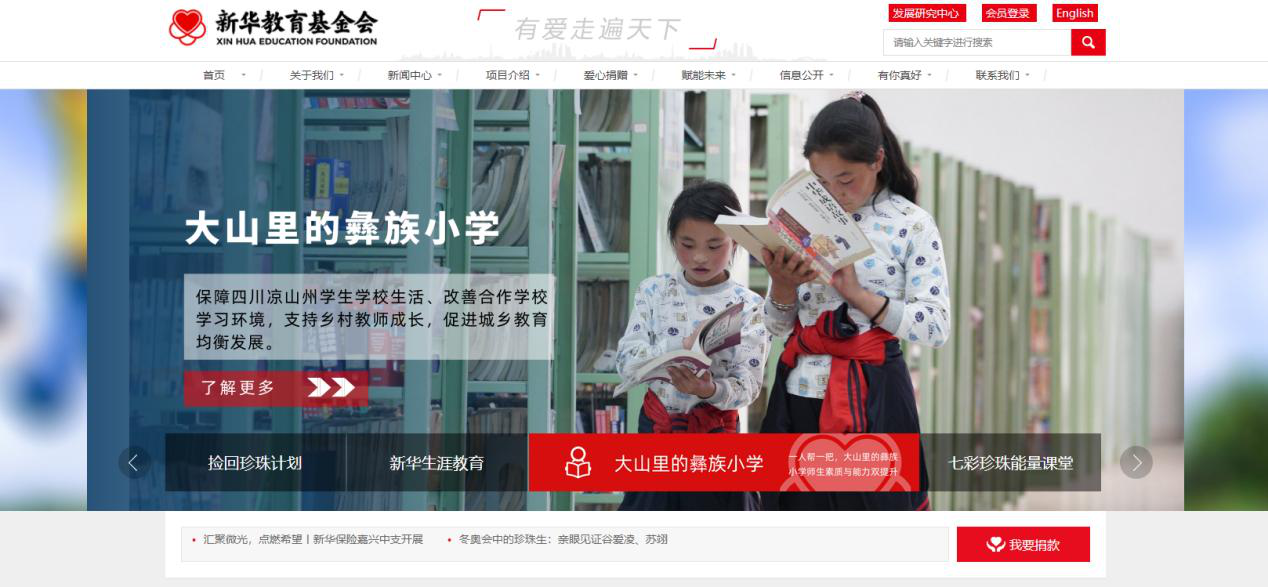 新华教育基金会
XIN HUA EDUCATION FOUNDATION
有爱走遍天下
发展研究中心
会员登录
English
请输入关键字进行搜索
首页
关于我们
新闻中心
项目介绍
爱心捐赠
赋能未来
信息公开
有你真好
联系我们
大山里的彝族小学
保障四川凉山州学生学校生活、改善合作学校
学习环境，支持乡村教师成长，促进城乡教育
均衡发展。
了解更多
捡回珍珠计划
新华生涯教育
大山里的彝族小学
一人帮一把，大山里的彝族
小学师生素质与能力双提升
七彩珍珠能量课堂
汇聚微光，点燃希望丨新华保险嘉兴中支开展
冬奥会中的珍珠生：亲眼见证谷爱凌、苏翊
我要捐款